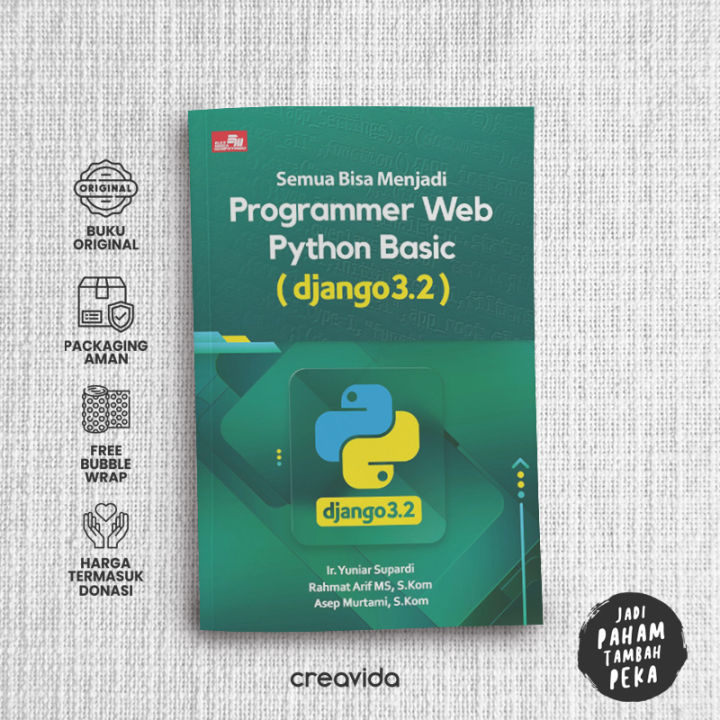 ORIGINAL
BUKU
ORIGINAL
PACKAGING
AMAN
FREE
BUBBLE
WRAP
HARGA
TERMASUK
DONASI
Semua Bisa Menjadi
Programmer Web
Python Basic
( django3.2 )
django3.2
Ir. Yuniar Supardi
Rahmat Arif MS, S.Kom
Asep Murtami, S.Kom
creavida
JADI
PAHAM
TAMBAH
PEKA